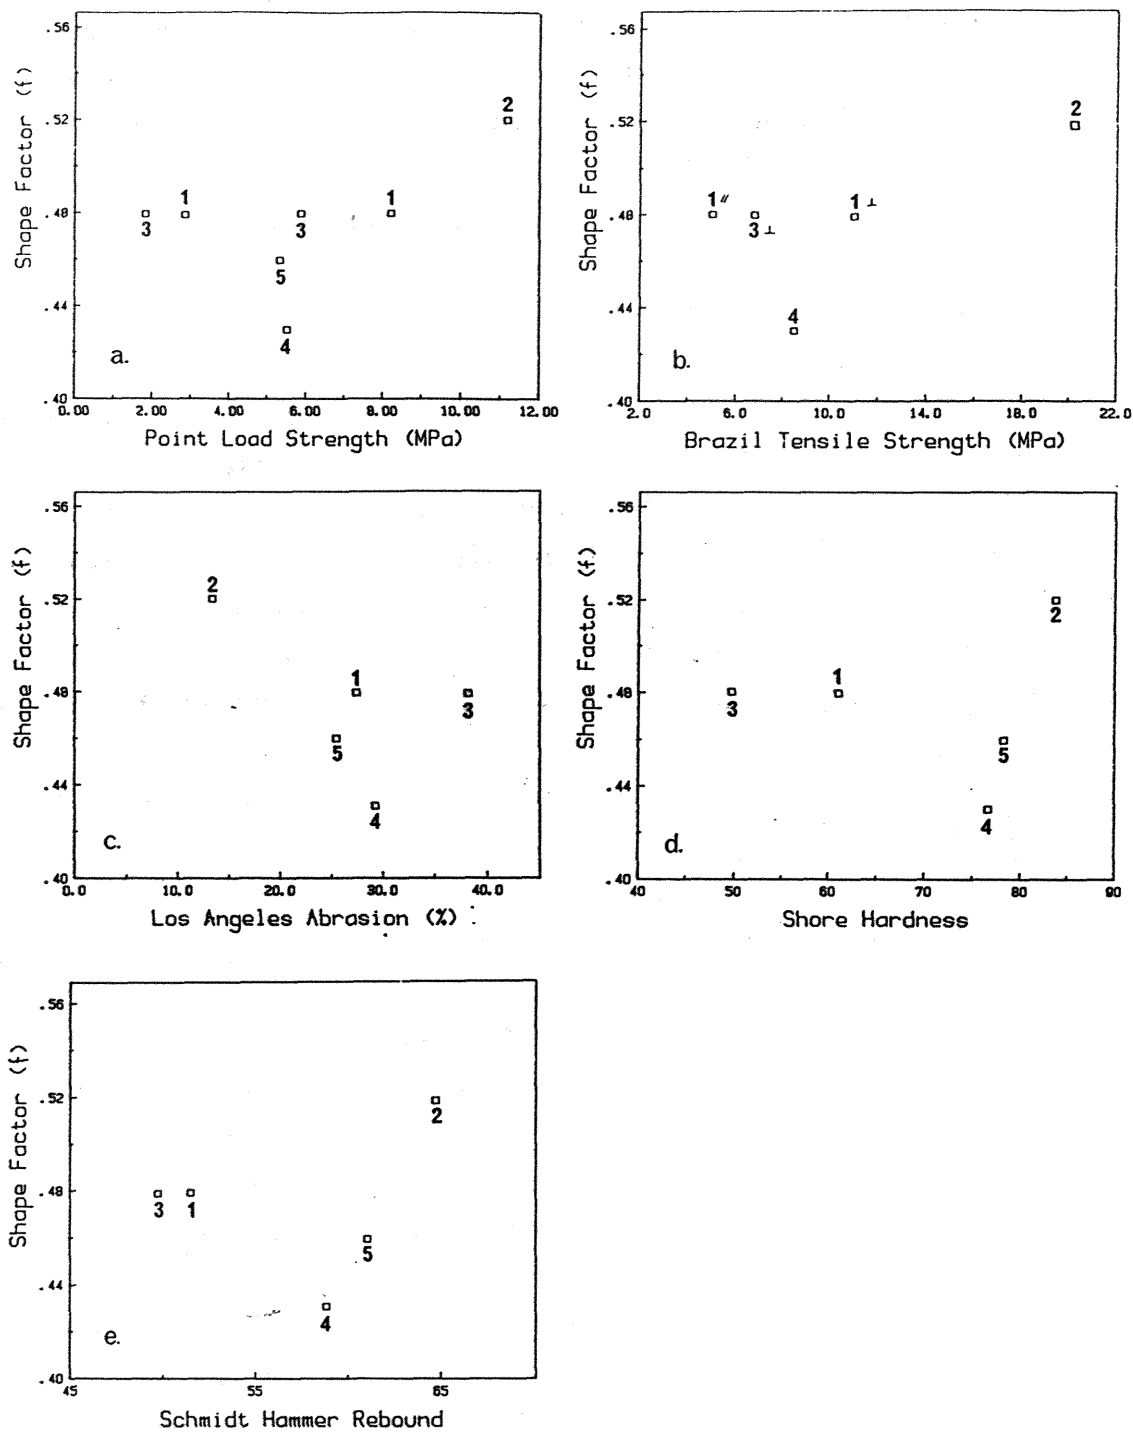 Shape Factor (f)
.56
.52
.48
.44
.40
2
1
1
3
3
5
4
a.
0.00 2.00 4.00 6.00 8.00 10.00 12.00
Point Load Strength (MPa)
Shape Factor (f)
.56
.52
.48
.44
.40
2
1 //
1 ⊥
3 ⊥
4
b.
2.0 6.0 10.0 14.0 18.0 22.0
Brazil Tensile Strength (MPa)
Shape Factor (f)
.56
.52
.48
.44
.40
2
1
3
5
4
c.
0.0 10.0 20.0 30.0 40.0
Los Angeles Abrasion (%)
Shape Factor (f)
.56
.52
.48
.44
.40
2
1
3
5
4
d.
40 50 60 70 80 90
Shore Hardness
Shape Factor (f)
.56
.52
.48
.44
.40
2
3 1
5
4
e.
45 55 65
Schmidt Hammer Rebound